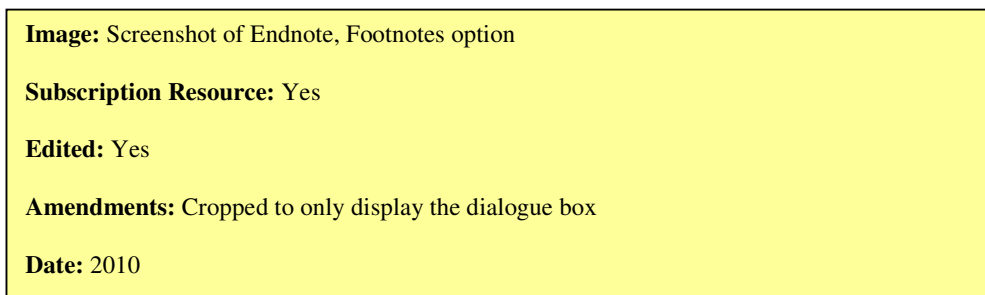 Image: Screenshot of Endnote, Footnotes option
Subscription Resource: Yes
Edited: Yes
Amendments: Cropped to only display the dialogue box
Date: 2010